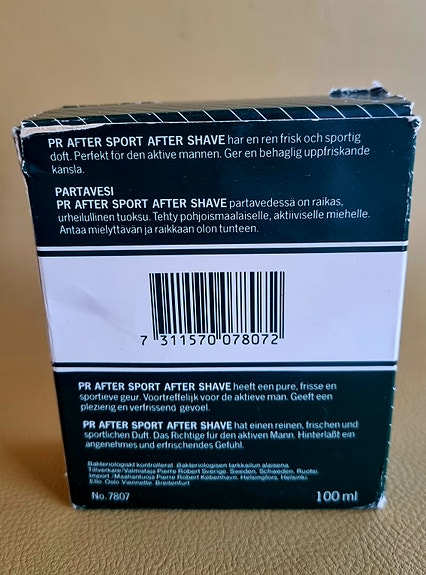 PR AFTER SPORT AFTER SHAVE har en ren frisk och sportig
doft. Perfekt för den aktive mannen. Ger en behaglig uppfriskande
känsla.
PARTAVESI
PR AFTER SPORT AFTER SHAVE partavedessä on raikas,
urheilullinen tuoksu. Tehty pohjoismaalaiselle, aktiiviselle miehelle.
Antaa miellyttävän ja raikkaan olon tunteen.
7 311570 078072
PR AFTER SPORT AFTER SHAVE heeft een pure, frisse en
sportieve geur. Voortreffelijk voor de aktieve man. Geeft een
plezierig en verfrissend gevoel.
PR AFTER SPORT AFTER SHAVE hat einen reinen, frischen und
sportlichen Duft. Das Richtige für den aktiven Mann. Hinterlaßt ein
angenehmes und erfrischendes Gefühl.
Bakteriologiskt kontrollerat. Bakteriologisen tarkkailun alaisena.
Tillverkare/Valmistaja Pierre Robert Sverige. Sweden. Schweden. Ruotsi.
Import /Maahantuoja Pierre Robert København, Helsingfors, Helsinki.
Ello Oslo Vannette. Breitenfurt
No. 7807
100 ml